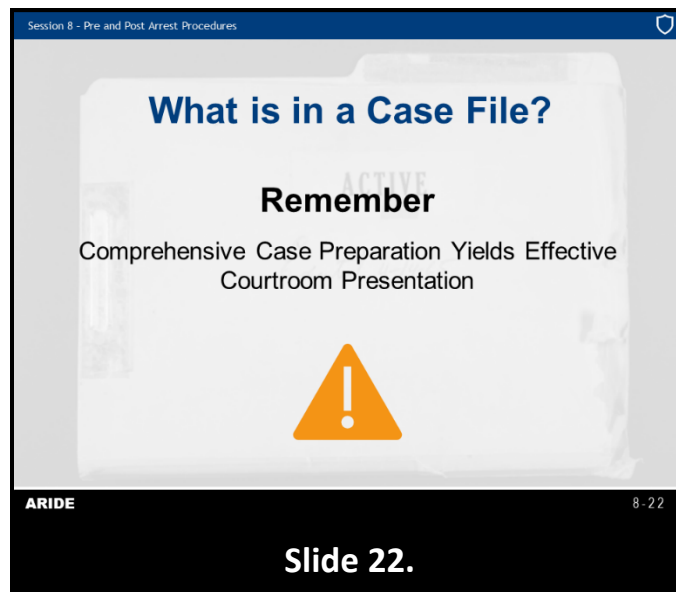 Session 8 - Pre and Post Arrest Procedures
What is in a Case File?
ACTIVE
Remember
Comprehensive Case Preparation Yields Effective
Courtroom Presentation
ARIDE
8-22
Slide 22.